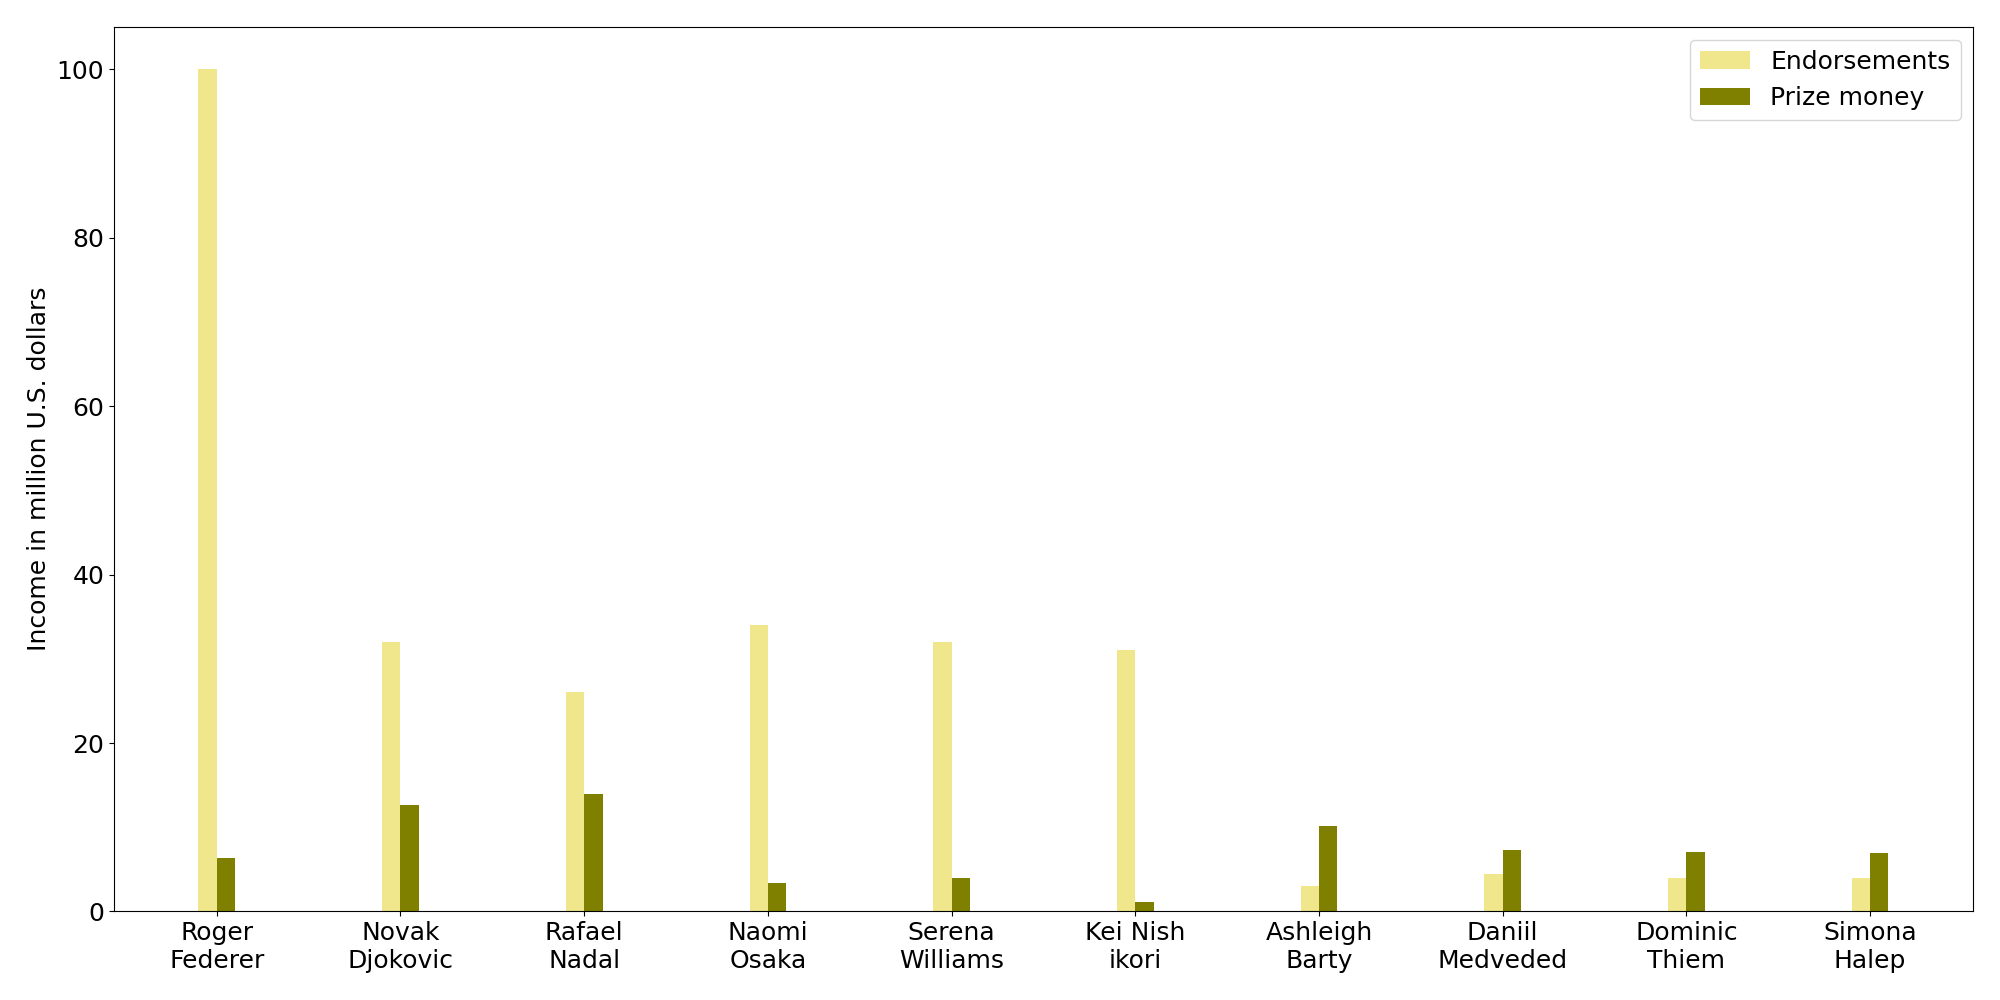 Endorsements
Prize money
Income in million U.S. dollars
100
80
60
40
20
0
Roger
Federer
Novak
Djokovic
Rafael
Nadal
Naomi
Osaka
Serena
Williams
Kei Nish
ikori
Ashleigh
Barty
Daniil
Medveded
Dominic
Thiem
Simona
Halep